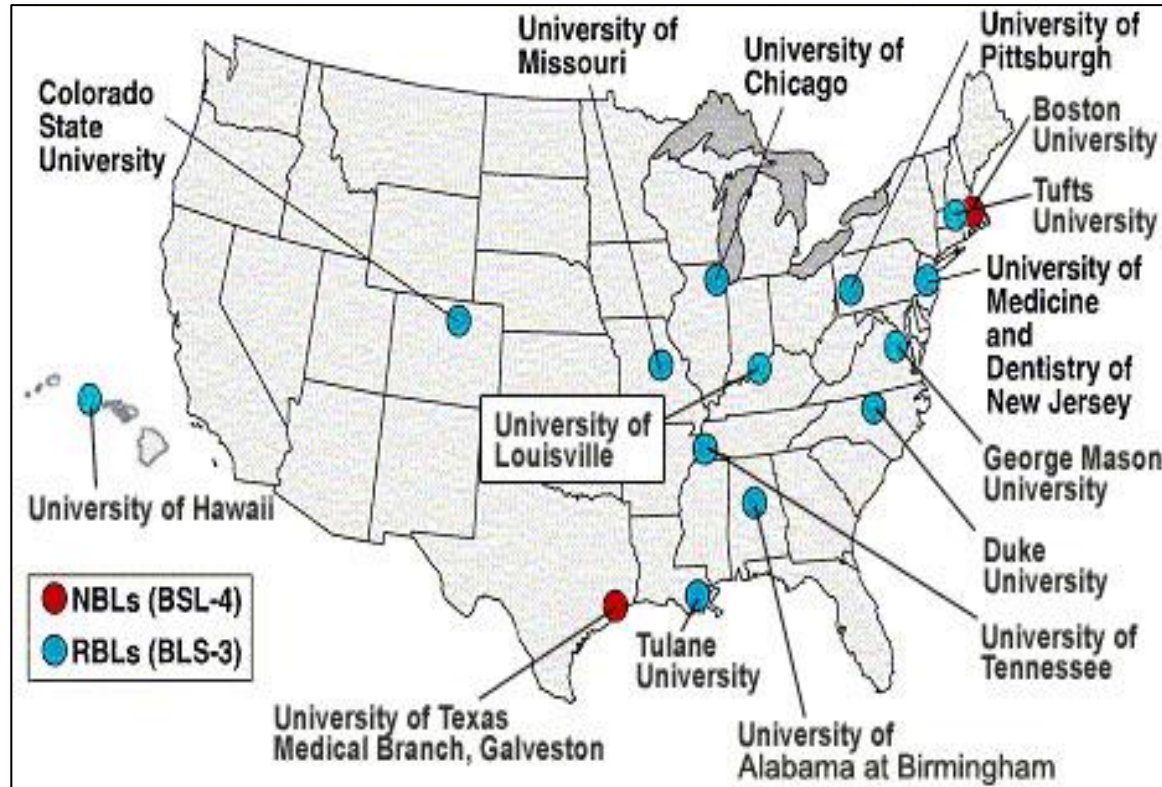 University of
Missouri
University of
Chicago
University of
Pittsburgh
Colorado
State
University
Boston
University
Tufts
University
University of
Medicine
and
Dentistry of
New Jersey
University of
Louisville
George Mason
University
University of Hawaii
Duke
University
NBLs (BSL-4)
RBLs (BLS-3)
Tulane
University
University of
Tennessee
University of Texas
Medical Branch, Galveston
University of
Alabama at Birmingham